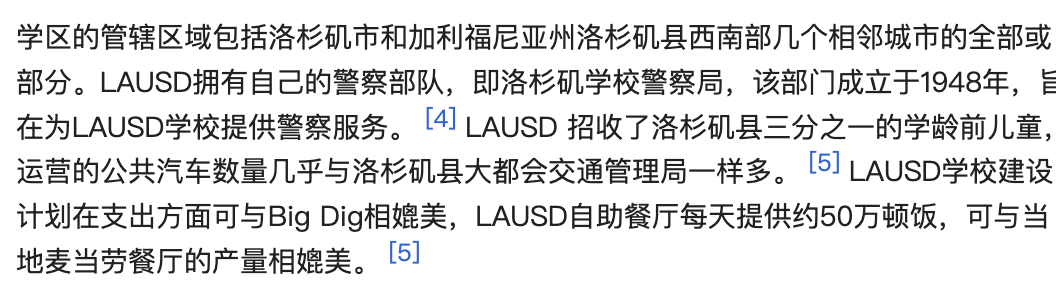 学区的管辖区域包括洛杉矶市和加利福尼亚州洛杉矶县西南部几个相邻城市的全部或
部分。LAUSD拥有自己的警察部队，即洛杉矶学校警察局，该部门成立于1948年，旨
在为LAUSD学校提供警察服务。 [4] LAUSD 招收了洛杉矶县三分之一的学龄前儿童，
运营的公共汽车数量几乎与洛杉矶县大都会交通管理局一样多。 [5] LAUSD学校建设
计划在支出方面可与Big Dig相媲美，LAUSD自助餐厅每天提供约50万顿饭，可与当
地麦当劳餐厅的产量相媲美。 [5]